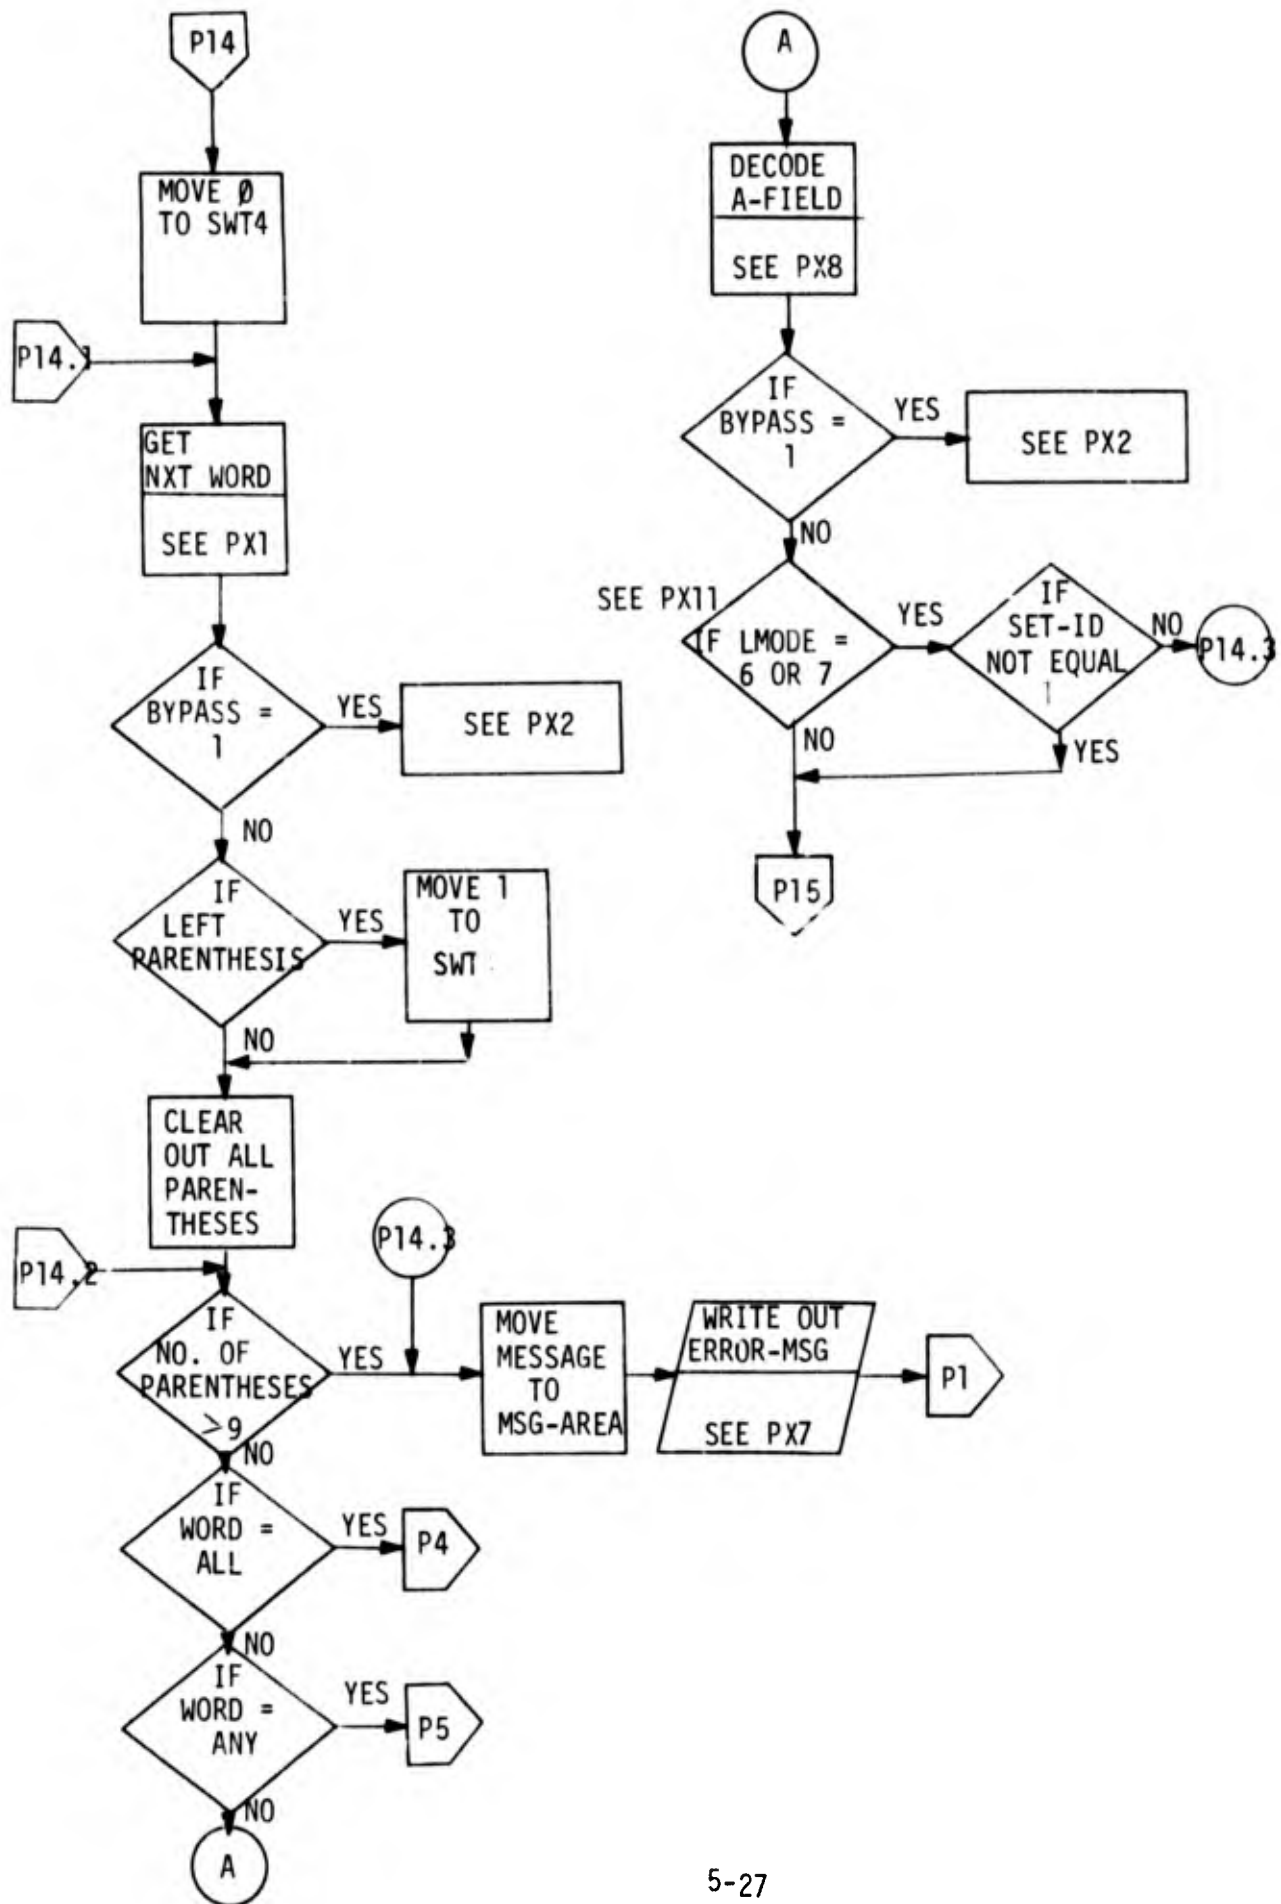 P14
MOVE Ø
TO SWT4
P14.1
GET
NXT WORD
SEE PX1
IF
BYPASS =
1
YES
SEE PX2
NO
IF
LEFT
PARENTHESIS
YES
MOVE 1
TO
SWT
NO
CLEAR
OUT ALL
PAREN-
THESES
P14.2
P14.3
IF
NO. OF
PARENTHESES
>9
YES
MOVE
MESSAGE
TO
MSG-AREA
WRITE OUT
ERROR-MSG
SEE PX7
P1
NO
IF
WORD =
ALL
YES
P4
NO
IF
WORD =
ANY
YES
P5
NO
A
A
DECODE
A-FIELD
SEE PX8
IF
BYPASS =
1
YES
SEE PX2
NO
SEE PX11
IF LMODE =
6 OR 7
YES
IF
SET-ID
NOT EQUAL
NO
P14.3
NO
YES
P15
5-27